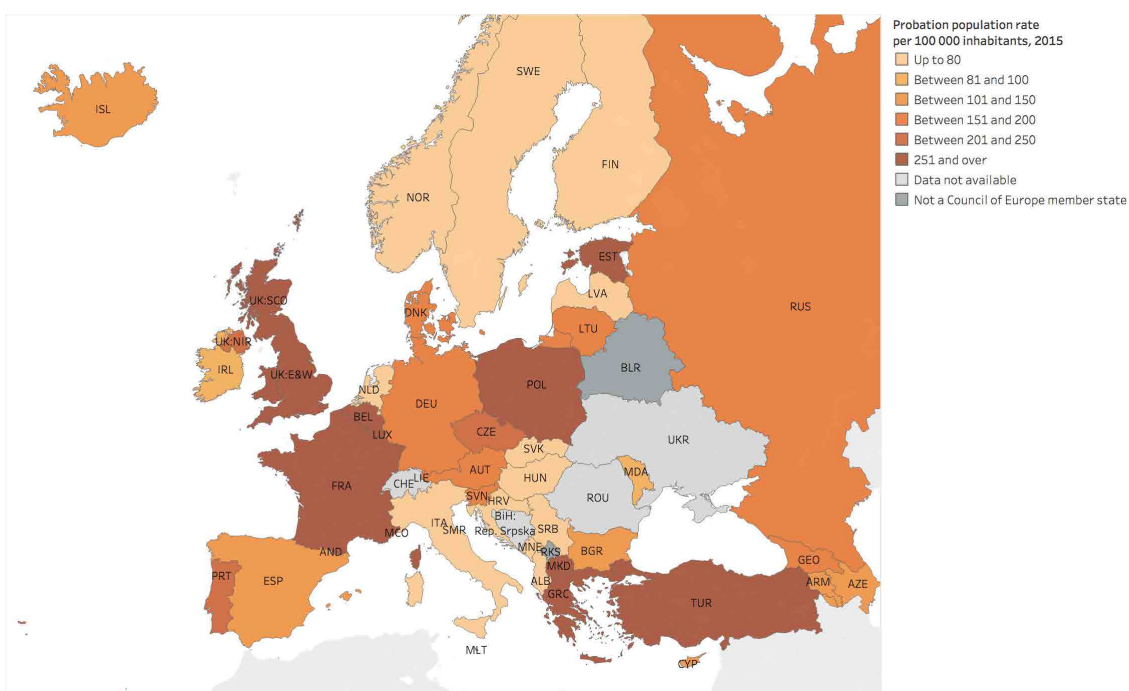 Probation population rate
per 100 000 inhabitants, 2015
Up to 80
Between 81 and 100
Between 101 and 150
Between 151 and 200
Between 201 and 250
251 and over
Data not available
Not a Council of Europe member state
SWE
ISL
FIN
NOR
EST
UK:SCO
LVA
RUS
DNK
LTU
UK:NIR
IRL
UK:E&W
BLR
NLD
POL
DEU
BEL
LUX
CZE
UKR
SVK
AUT
MDA
FRA
CHE
LIE
HUN
SVN
HRV
ROU
BiH:
Rep. Srpska
ITA
SMR
SRB
MCO
MNE
RKS
BGR
AND
MKD
GEO
PRT
ESP
ALB
ARM
AZE
GRC
TUR
MLT
CYP